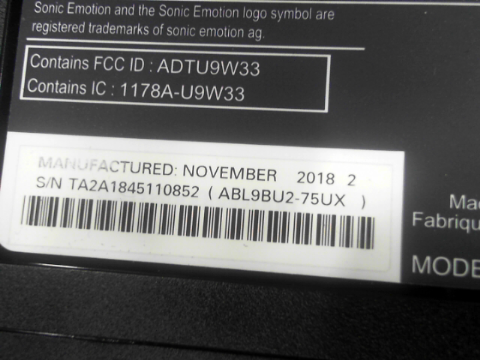 Sonic Emotion and the Sonic Emotion logo symbol are
registered trademarks of sonic emotion ag.
Contains FCC ID : ADTU9W33
Contains IC : 1178A-U9W33
MANUFACTURED: NOVEMBER 2018 2
S/N TA2A1845110852 ( ABL9BU2-75UX )
Ma
Fabriqu
MODE